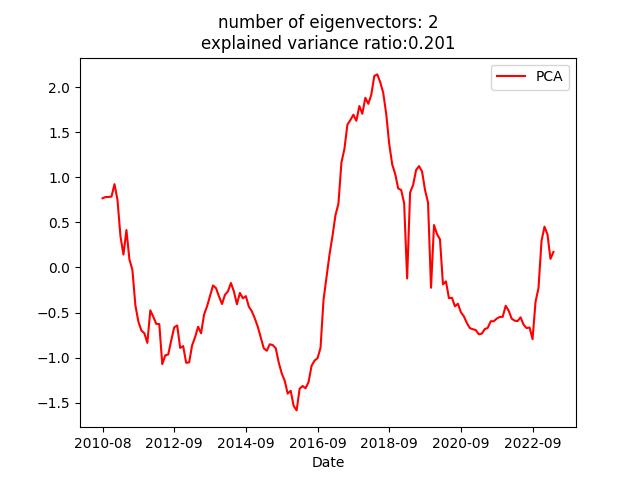 number of eigenvectors: 2
explained variance ratio:0.201
PCA
2.0
1.5
1.0
0.5
0.0
−0.5
−1.0
−1.5
2010-08 2012-09 2014-09 2016-09 2018-09 2020-09 2022-09
Date